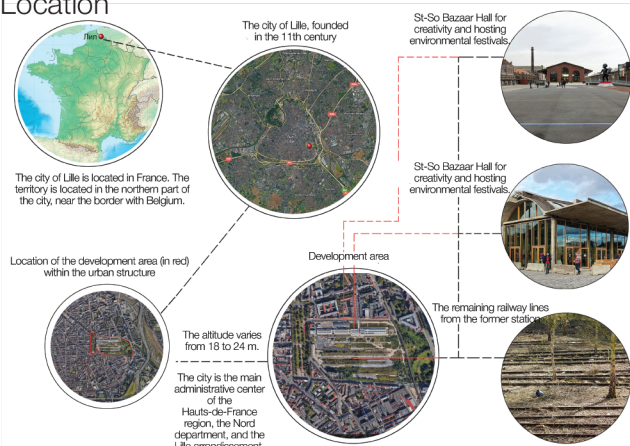 Location
Лилл
The city of Lille, founded
in the 11th century
St-So Bazaar Hall for
creativity and hosting
environmental festivals.
The city of Lille is located in France. The
territory is located in the northern part of
the city, near the border with Belgium.
St-So Bazaar Hall for
creativity and hosting
environmental festivals.
Location of the development area (in red)
within the urban structure
Development area
The remaining railway lines
from the former station
The altitude varies
from 18 to 24 m.
The city is the main
administrative center
of the
Hauts-de-France
region, the Nord
department, and the
Lille arrondissement